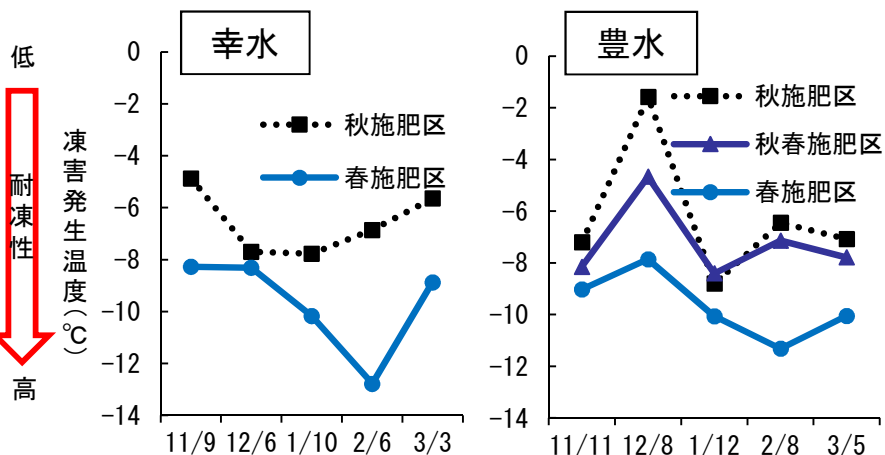 低
耐凍性
高
凍害発生温度(℃)
幸水
0
-2
-4
-6
-8
-10
-12
-14
秋施肥区
春施肥区
11/9 12/6 1/10 2/6 3/3
豊水
0
-2
-4
-6
-8
-10
-12
-14
秋施肥区
秋春施肥区
春施肥区
11/11 12/8 1/12 2/8 3/5